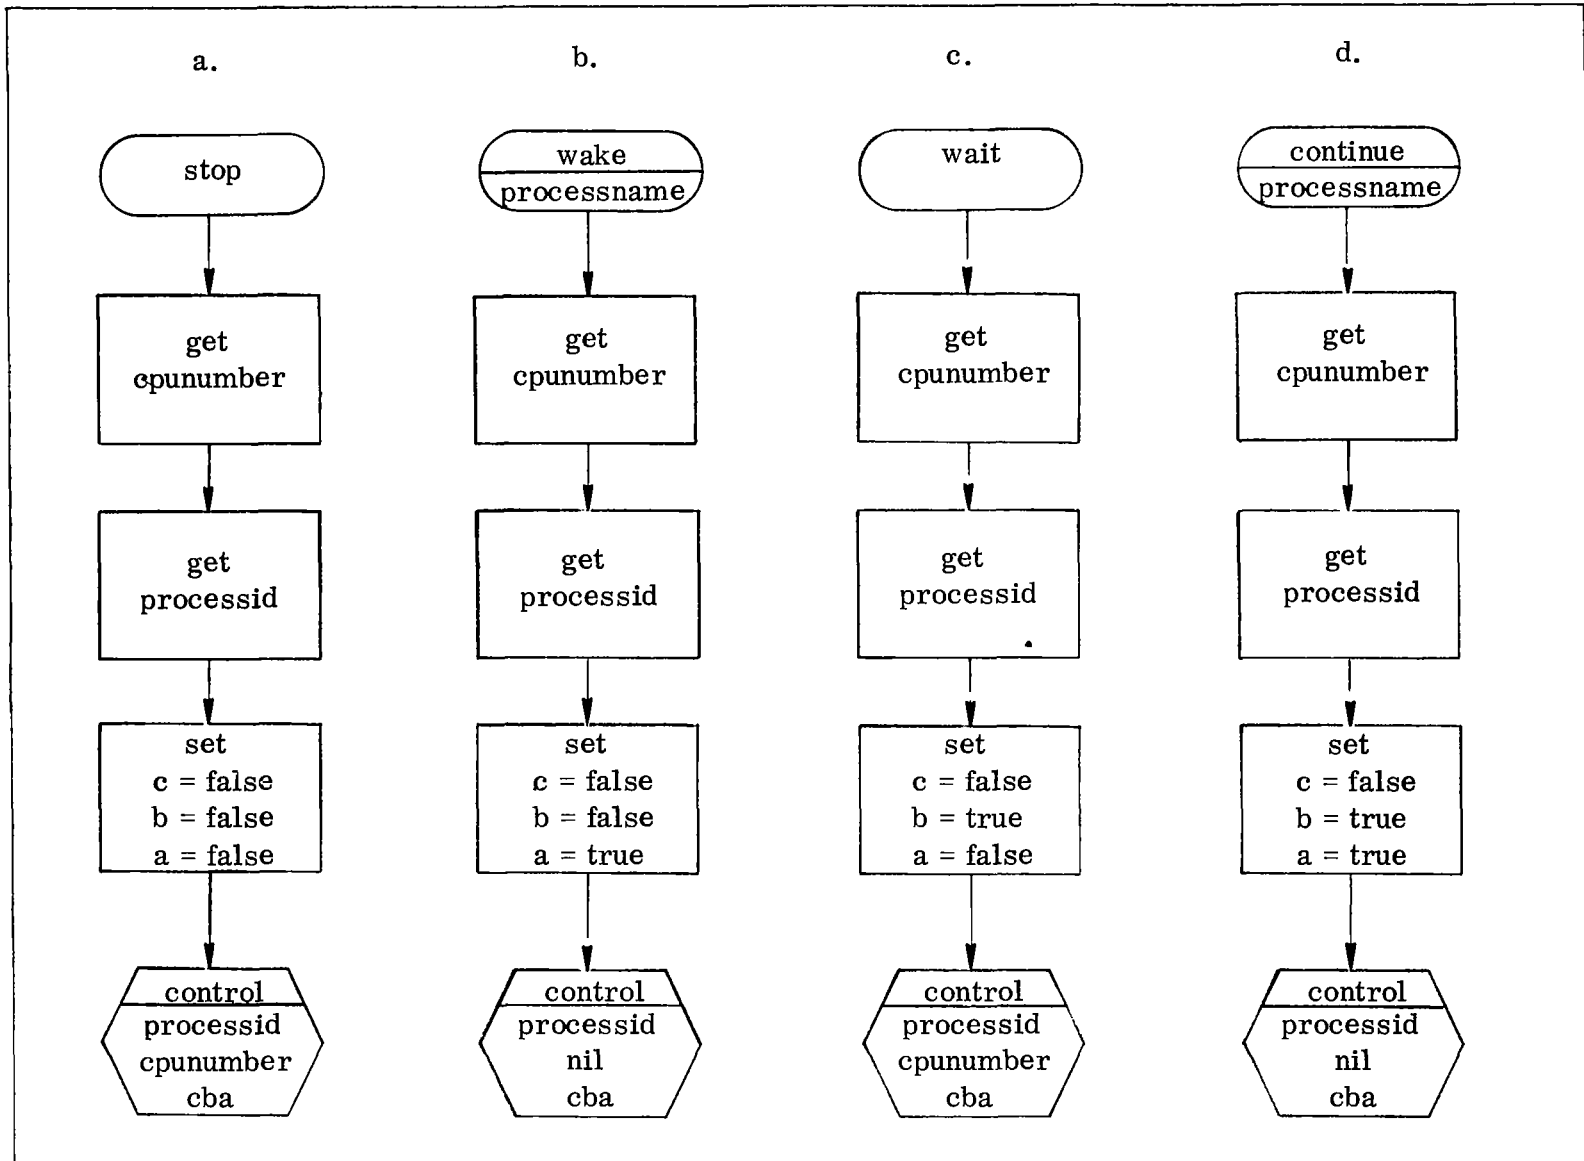 a.
stop
get
cpunumber
get
processid
set
c = false
b = false
a = false
control
processid
cpunumber
cba
b.
wake
processname
get
cpunumber
get
processid
set
c = false
b = false
a = true
control
processid
nil
cba
c.
wait
get
cpunumber
get
processid
set
c = false
b = true
a = false
control
processid
cpunumber
cba
d.
continue
processname
get
cpunumber
get
processid
set
c = false
b = true
a = true
control
processid
nil
cba